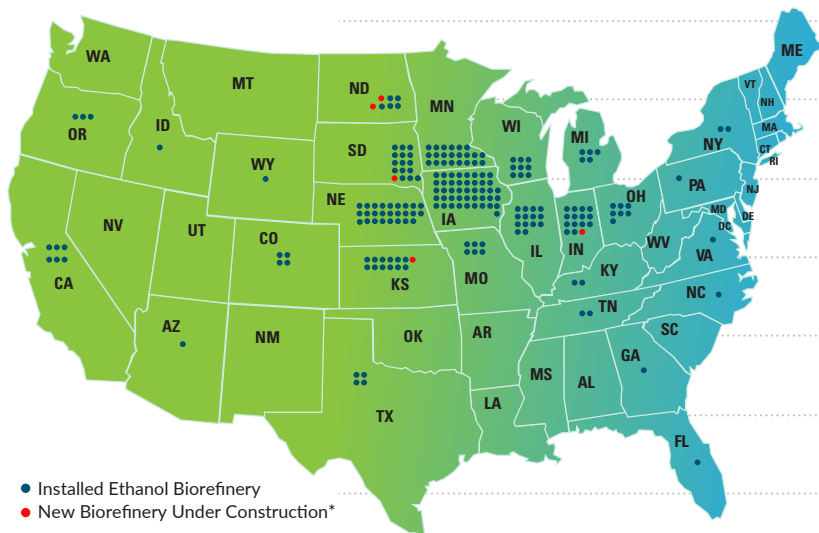 WA
MT
ND
MN
ME
VT
NH
OR
ID
WI
MI
MA
NY
CT
RI
SD
WY
PA
NJ
NE
IA
OH
MD
DE
DC
NV
UT
CO
IL
IN
WV
VA
CA
KS
MO
KY
NC
AZ
NM
OK
AR
TN
SC
GA
MS
AL
LA
TX
FL
Installed Ethanol Biorefinery
New Biorefinery Under Construction*